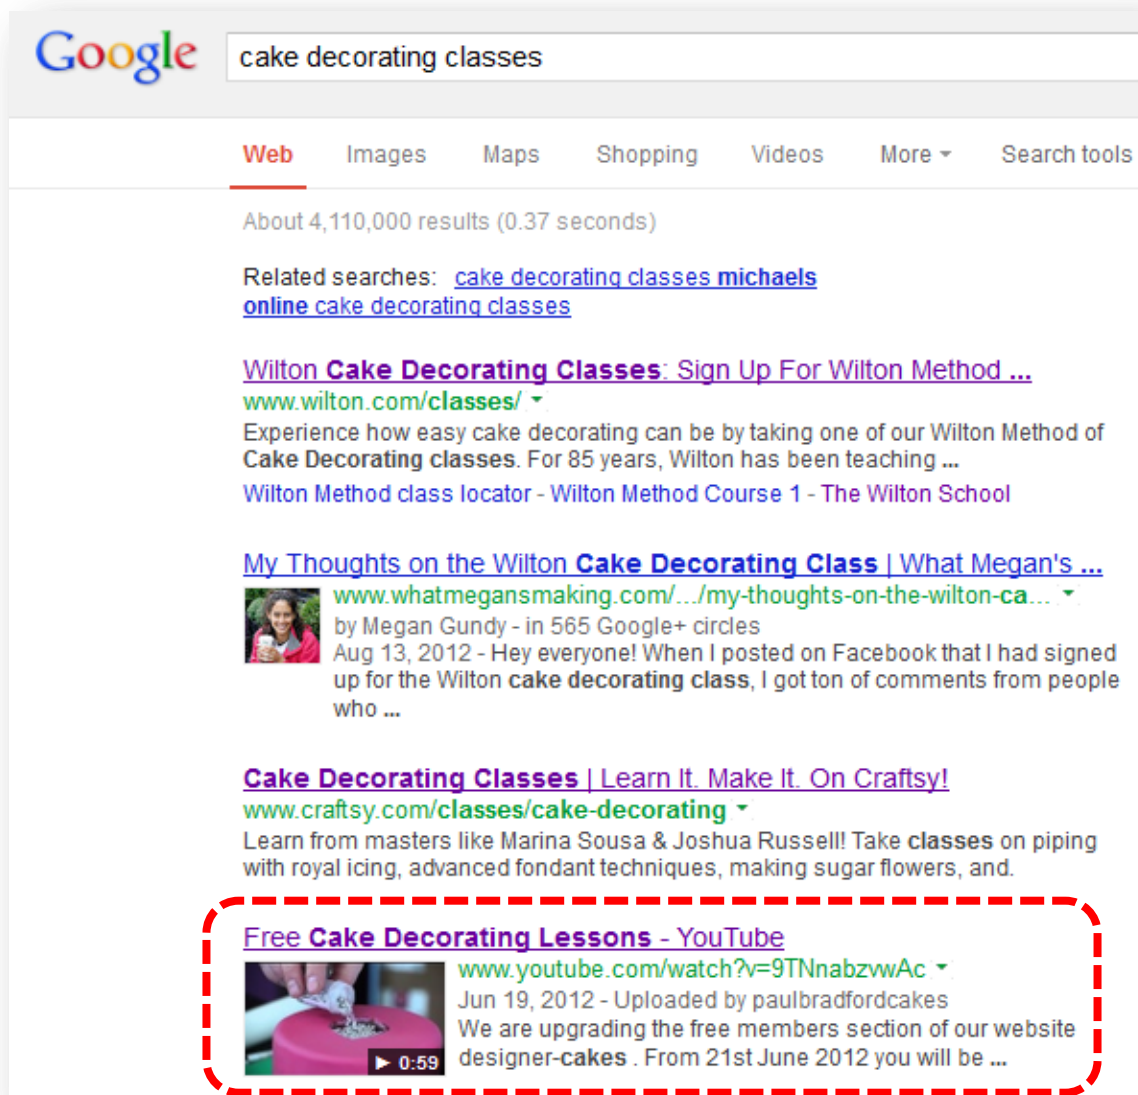 Google
cake decorating classes
Web Images Maps Shopping Videos More Search tools
About 4,110,000 results (0.37 seconds)
Related searches: cake decorating classes michaels
online cake decorating classes
Wilton Cake Decorating Classes: Sign Up For Wilton Method ...
www.wilton.com/classes/
Experience how easy cake decorating can be by taking one of our Wilton Method of
Cake Decorating classes. For 85 years, Wilton has been teaching ...
Wilton Method class locator - Wilton Method Course 1 - The Wilton School
My Thoughts on the Wilton Cake Decorating Class | What Megan's ...
www.whatmegansmaking.com/.../my-thoughts-on-the-wilton-ca...
by Megan Gundy - in 565 Google+ circles
Aug 13, 2012 - Hey everyone! When I posted on Facebook that I had signed
up for the Wilton cake decorating class, I got ton of comments from people
who ...
Cake Decorating Classes | Learn It. Make It. On Craftsy!
www.craftsy.com/classes/cake-decorating
Learn from masters like Marina Sousa & Joshua Russell! Take classes on piping
with royal icing, advanced fondant techniques, making sugar flowers, and.
Free Cake Decorating Lessons - YouTube
www.youtube.com/watch?v=9TNnabzvwAc
Jun 19, 2012 - Uploaded by paulbradfordcakes
We are upgrading the free members section of our website
designer-cakes . From 21st June 2012 you will be ...
0:59